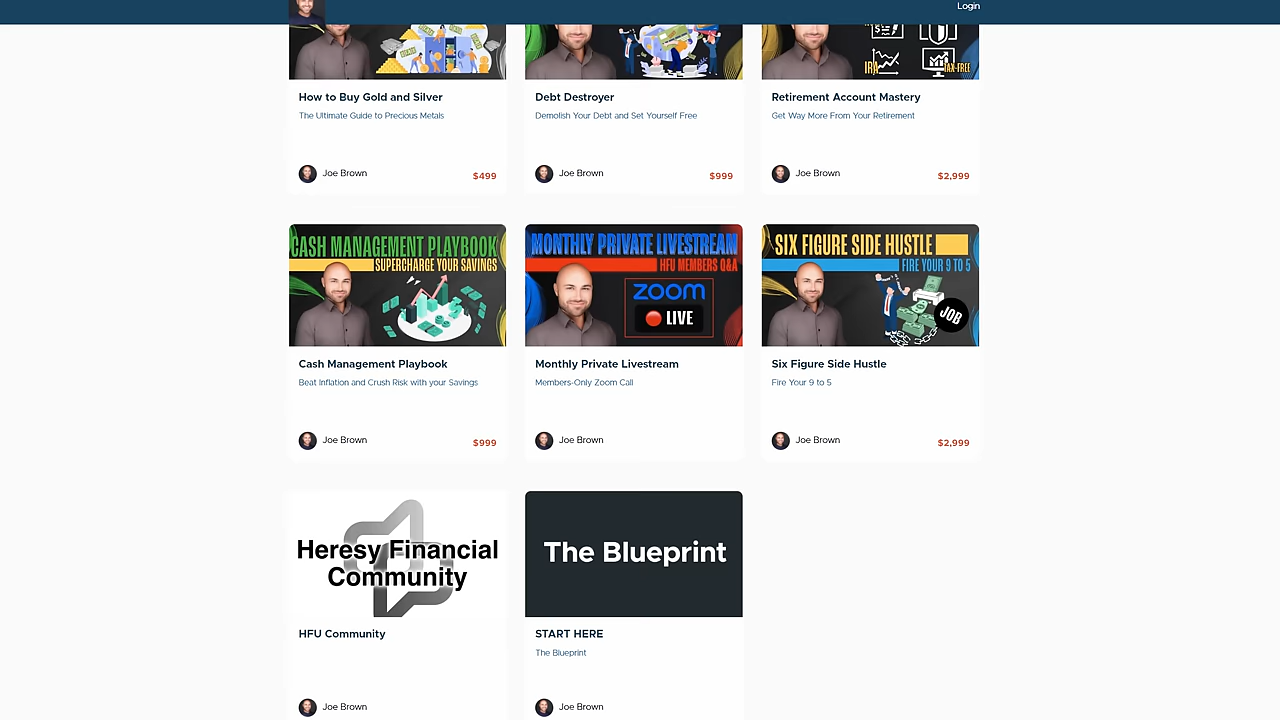 Login
IRA
TAX-FREE
How to Buy Gold and Silver
The Ultimate Guide to Precious Metals
Joe Brown
$499
Debt Destroyer
Demolish Your Debt and Set Yourself Free
Joe Brown
$999
Retirement Account Mastery
Get Way More From Your Retirement
Joe Brown
$2,999
CASH MANAGEMENT PLAYBOOK
SUPERCHARGE YOUR SAVINGS
Cash Management Playbook
Beat Inflation and Crush Risk with your Savings
Joe Brown
$999
MONTHLY PRIVATE LIVESTREAM
HFU MEMBERS Q&A
zoom
LIVE
Monthly Private Livestream
Members-Only Zoom Call
Joe Brown
SIX FIGURE SIDE HUSTLE
FIRE YOUR 9 TO 5
JOB
Six Figure Side Hustle
Fire Your 9 to 5
Joe Brown
$2,999
Heresy Financial
Community
HFU Community
Joe Brown
The Blueprint
START HERE
The Blueprint
Joe Brown